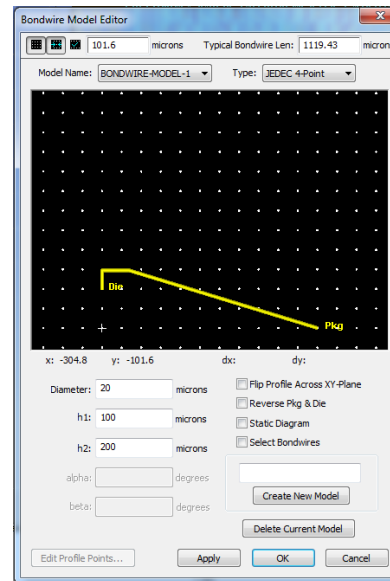 Bondwire Model Editor
101.6 microns Typical Bondwire Len: 1119.43 micron
Model Name: BONDWIRE-MODEL-1 Type: JEDEC 4-Point
Die
Pkg
x: -304.8 y: -101.6 dx: dy:
Diameter: 20 microns
Flip Profile Across XY-Plane
Reverse Pkg & Die
h1: 100 microns
Static Diagram
h2: 200 microns
Select Bondwires
alpha: degrees
beta: degrees
Create New Model
Delete Current Model
Edit Profile Points... Apply OK Cancel